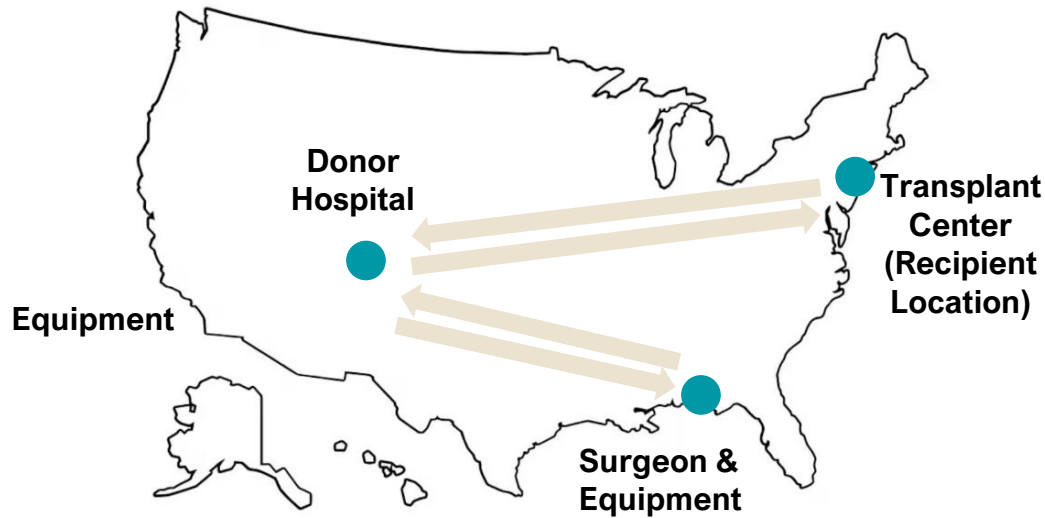 Donor
Hospital
Transplant
Center
(Recipient
Location)
Equipment
Surgeon &
Equipment